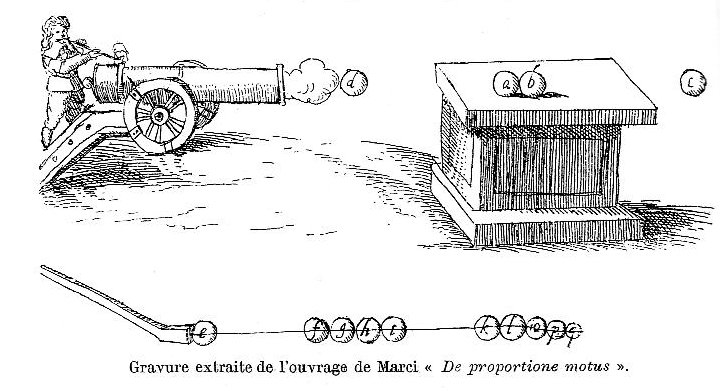 d
a b
c
e f g h i k l o p q
Gravure extraite de l'ouvrage de Marci « De proportione motus ».